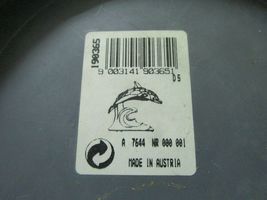 190365
9 003141 903651
D5
A 7644 NR 000 001
MADE IN AUSTRIA